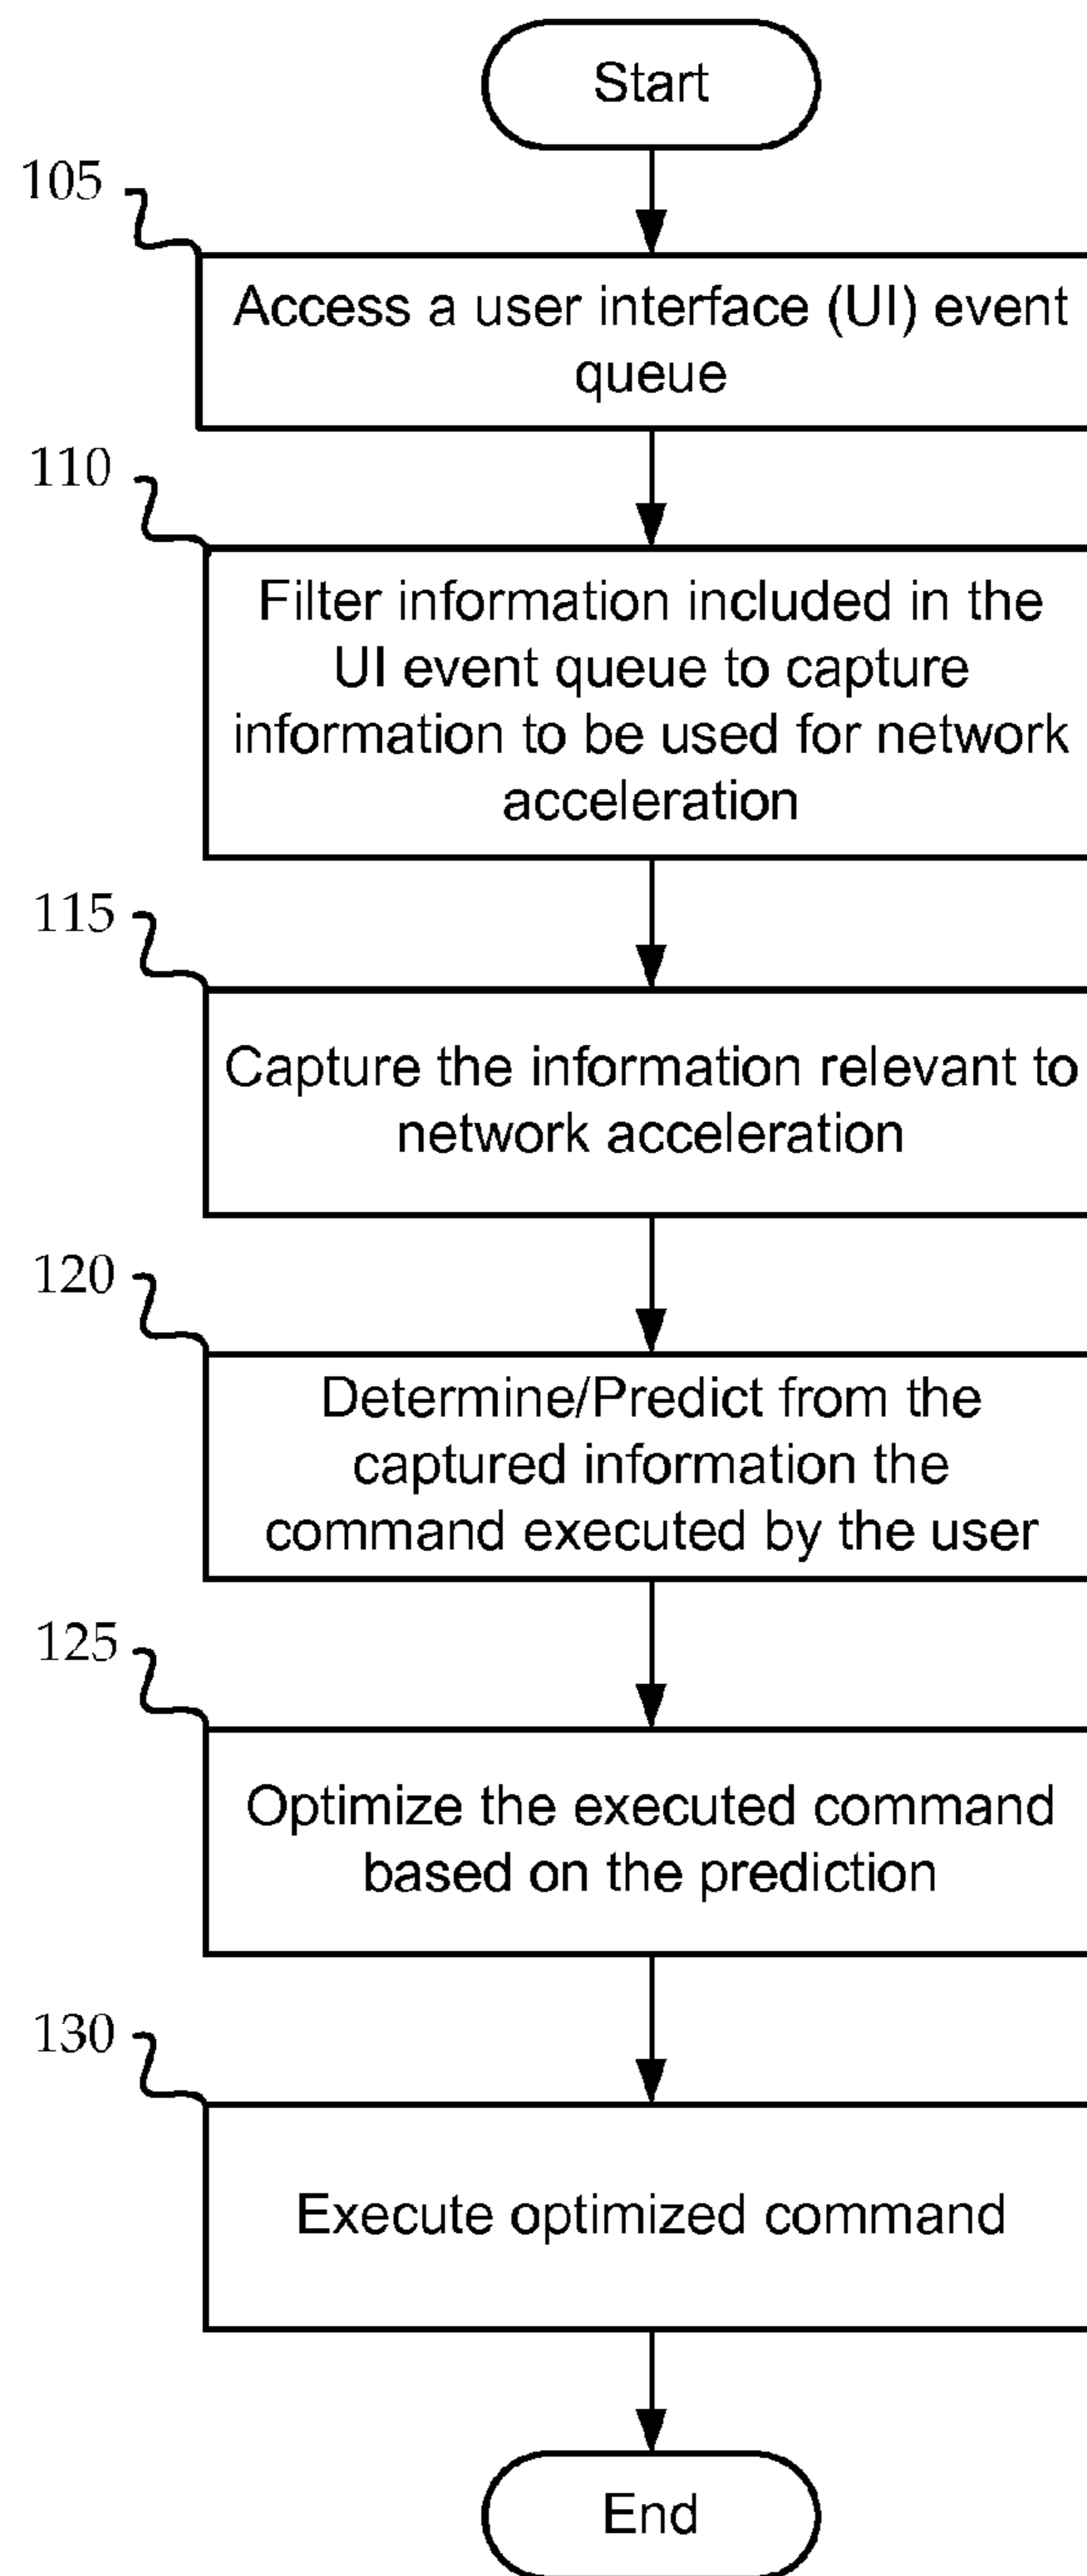 Start
105
Access a user interface (UI) event
queue
110
Filter information included in the
UI event queue to capture
information to be used for network
acceleration
115
Capture the information relevant to
network acceleration
120
Determine/Predict from the
captured information the
command executed by the user
125
Optimize the executed command
based on the prediction
130
Execute optimized command
End